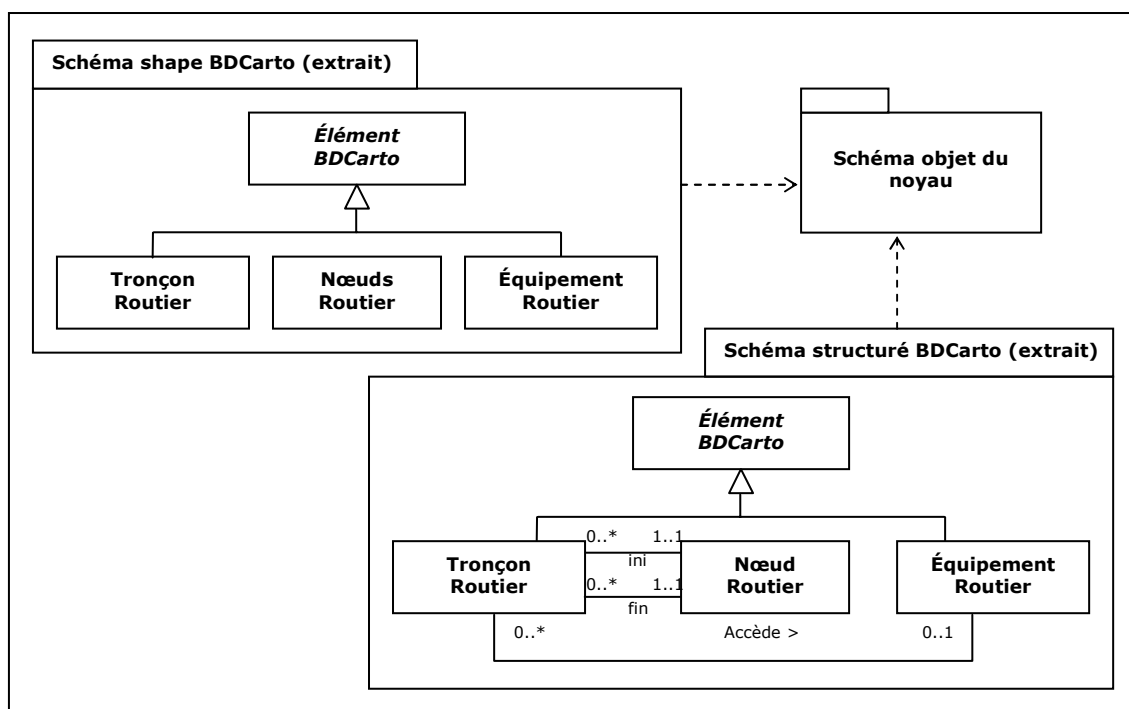 Schéma shape BDCarto (extrait)
Élément
BDCarto
Tronçon
Routier
Nœuds
Routier
Équipement
Routier
Schéma objet du
noyau
Schéma structuré BDCarto (extrait)
Élément
BDCarto
Tronçon
Routier
0..* 1..1
ini
0..* 1..1
fin
Nœud
Routier
Équipement
Routier
0..* Accède > 0..1